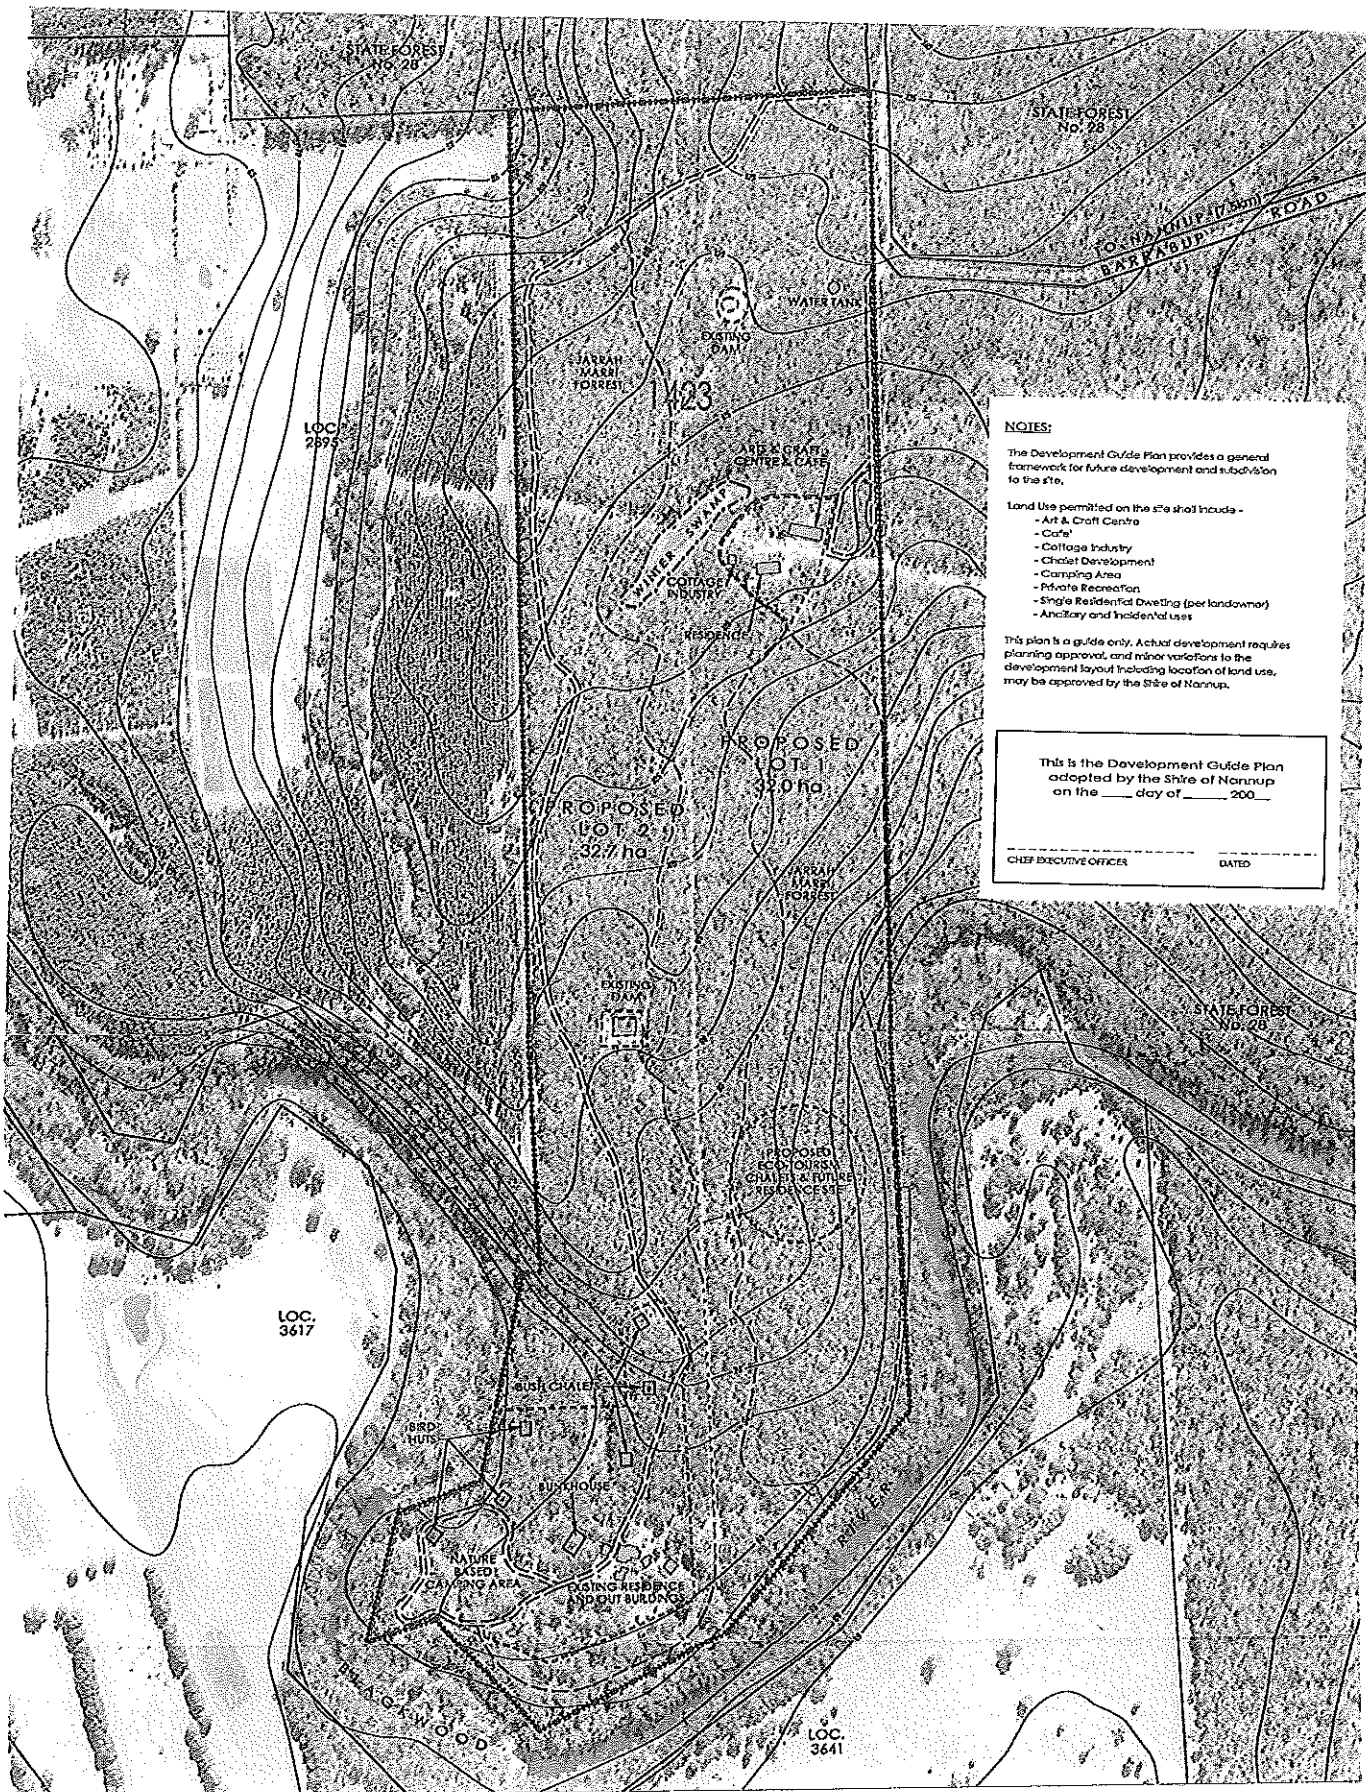 STATE FOREST
No. 28
STATE FOREST
No. 28
TO NANNUP (7.5km)
BARRABUP ROAD
WATER TANK
EXISTING
DAM
JARRAH
MARRI
FORREST
1423
LOC.
2895
ART & CRAFT
CENTRE & CAFE
WINTER SWAMP
COTTAGE
INDUSTRY
RESIDENCE
NOTES:
The Development Guide Plan provides a general
framework for future development and subdivision
to the site.
Land Use permitted on the site shall include -
- Art & Craft Centre
- Cafe'
- Cottage Industry
- Chalet Development
- Camping Area
- Private Recreation
- Single Residential Dwelling (per landowner)
- Ancillary and incidental uses
This plan is a guide only. Actual development requires
planning approval, and minor variations to the
development layout including location of land use,
may be approved by the Shire of Nannup.
This is the Development Guide Plan
adopted by the Shire of Nannup
on the ____ day of ______ 200__
CHIEF EXECUTIVE OFFICER DATED
PROPOSED
LOT 1
32.0 ha
PROPOSED
LOT 2
32.7 ha
JARRAH
MARRI
FORREST
EXISTING
DAM
STATE FOREST
No. 28
PROPOSED
ECO-TOURISM
CHALETS & FUTURE
RESIDENCE SITE
LOC.
3617
BUSH CHALETS
BIRD
HUTS
BUNKHOUSE
NATURE
BASED
CAMPING AREA
EXISTING RESIDENCE
AND OUT BUILDINGS
BLACKWOOD
RIVER
LOC.
3641